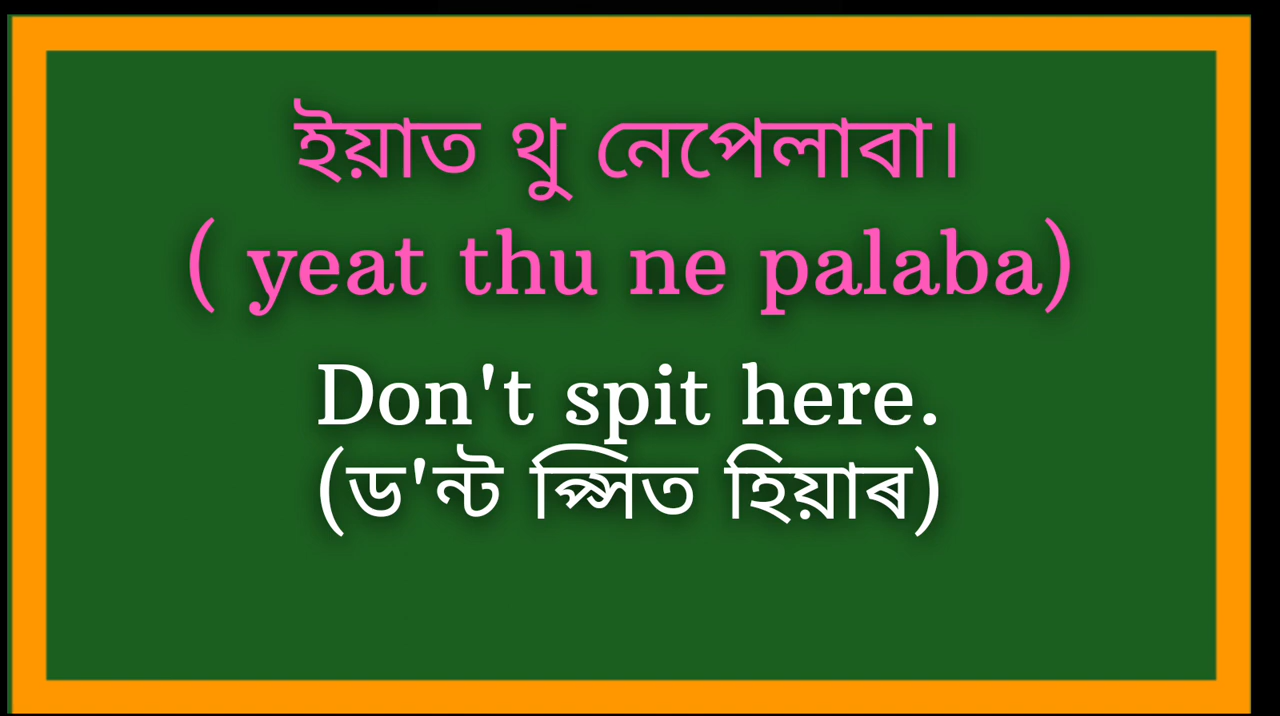 ইয়াত থু নেপেলাবা।
( yeat thu ne palaba)
Don't spit here.
(ড'ন্ট প্সিত হিয়াৰ)